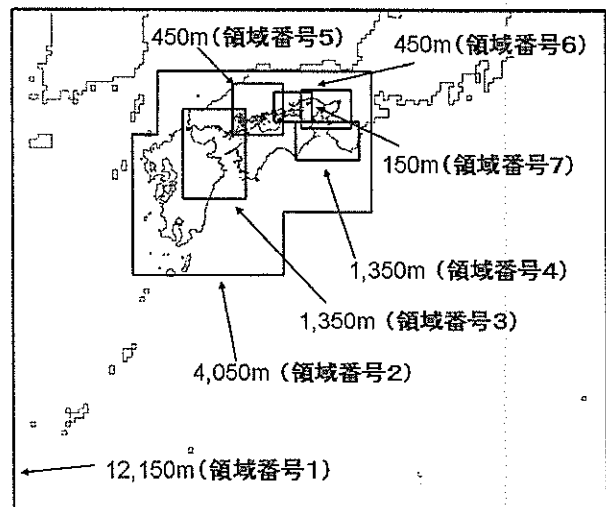 450m(領域番号5)
450m(領域番号6)
150m(領域番号7)
1,350m (領域番号4)
1,350m (領域番号3)
4,050m (領域番号2)
12,150m(領域番号1)